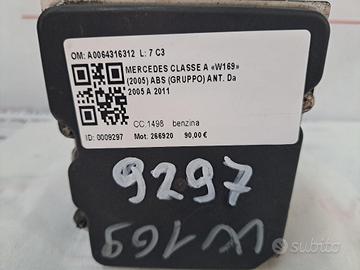 OM: A0064316312 L: 7 C3
MERCEDES CLASSE A «W169»
(2005) ABS (GRUPPO) ANT. Da
2005 A 2011
CC:1498 benzina
ID: 0009297 Mot: 266920 90,00 €
9297
W169
subito